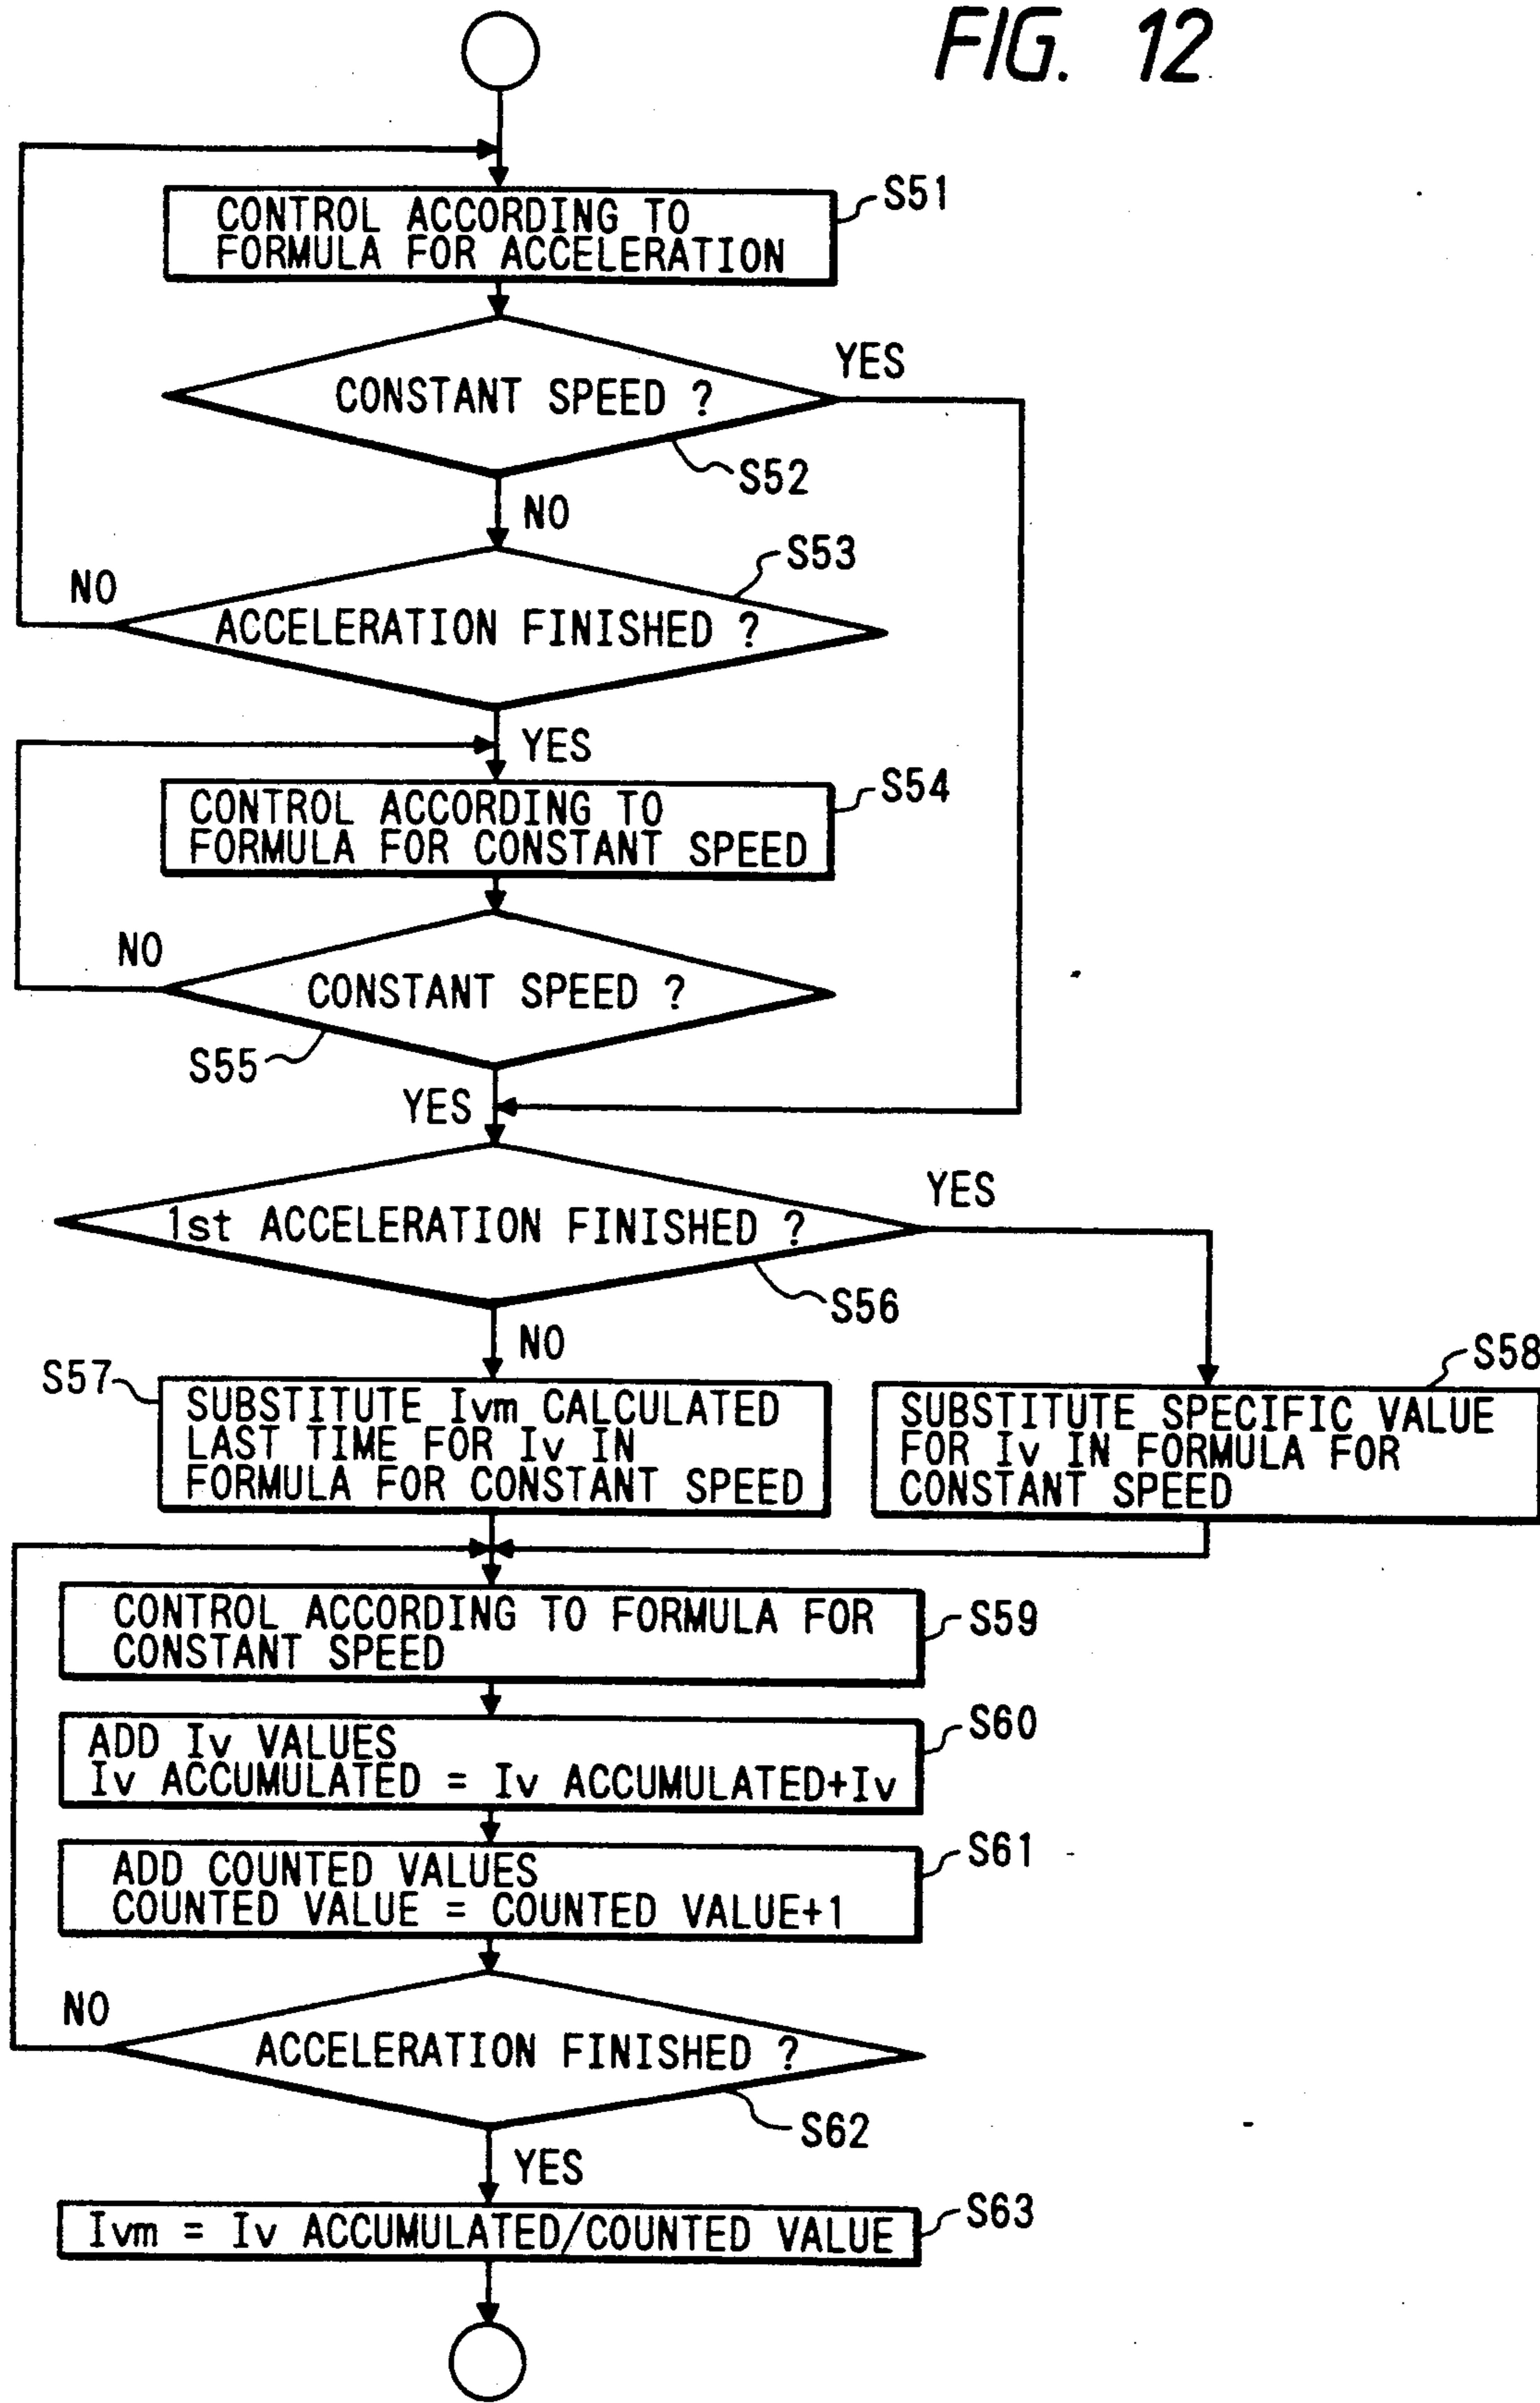 FIG. 12
S51
CONTROL ACCORDING TO
FORMULA FOR ACCELERATION
YES
CONSTANT SPEED ?
S52
NO
S53
NO
ACCELERATION FINISHED ?
YES
S54
CONTROL ACCORDING TO
FORMULA FOR CONSTANT SPEED
NO
CONSTANT SPEED ?
S55
YES
YES
1st ACCELERATION FINISHED ?
S56
NO
S57
S58
SUBSTITUTE Ivm CALCULATED
LAST TIME FOR Iv IN
FORMULA FOR CONSTANT SPEED
SUBSTITUTE SPECIFIC VALUE
FOR Iv IN FORMULA FOR
CONSTANT SPEED
CONTROL ACCORDING TO FORMULA FOR
CONSTANT SPEED
S59
ADD Iv VALUES
Iv ACCUMULATED = Iv ACCUMULATED+Iv
S60
ADD COUNTED VALUES
COUNTED VALUE = COUNTED VALUE+1
S61
NO
ACCELERATION FINISHED ?
S62
YES
Ivm = Iv ACCUMULATED/COUNTED VALUE
S63